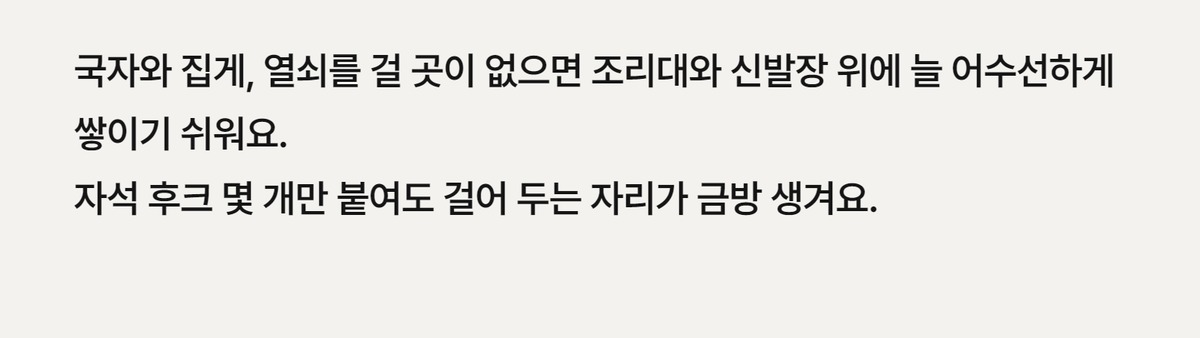 국자와 집게, 열쇠를 걸 곳이 없으면 조리대와 신발장 위에 늘 어수선하게
쌓이기 쉬워요.
자석 후크 몇 개만 붙여도 걸어 두는 자리가 금방 생겨요.